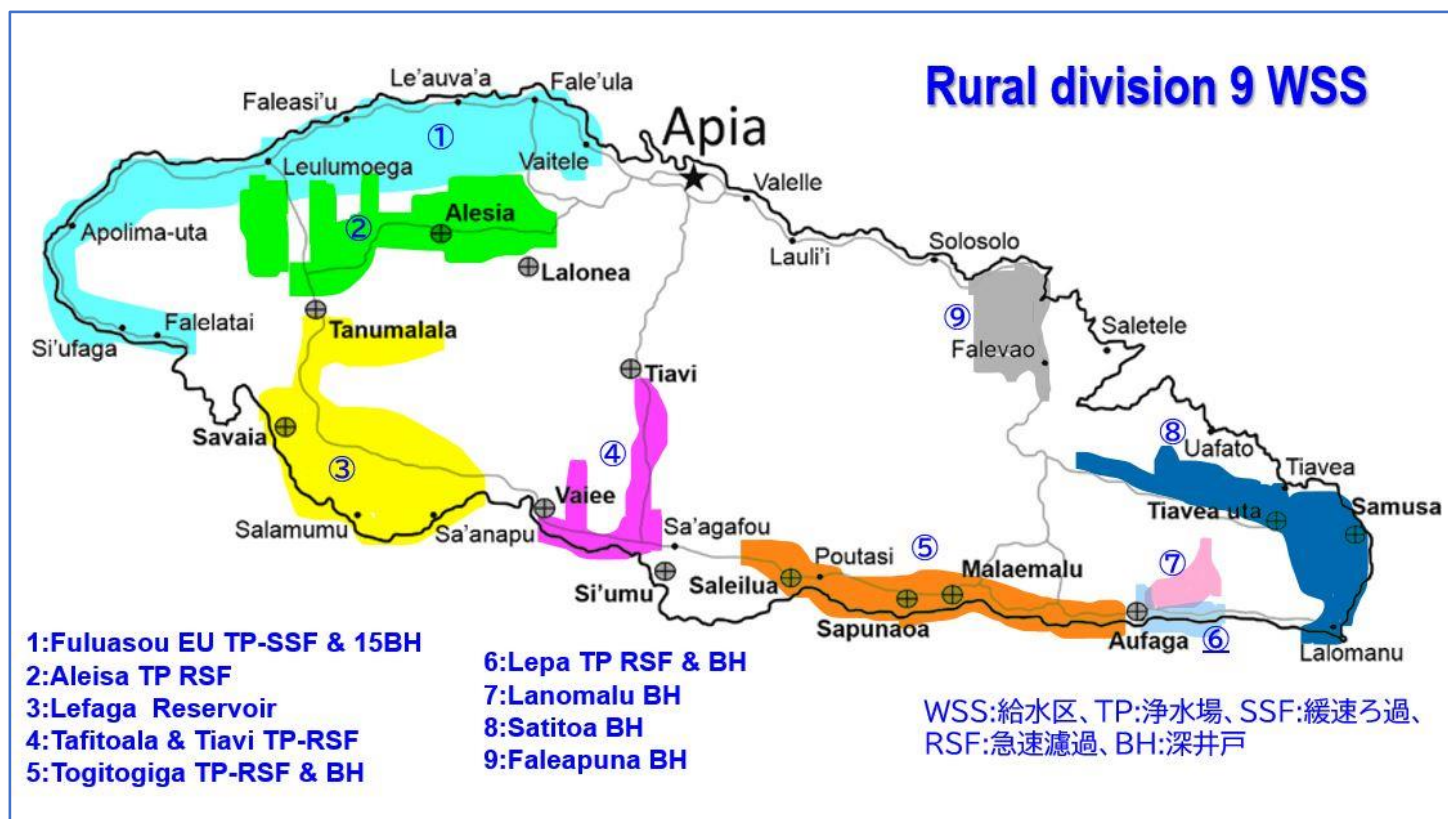 Rural division 9 WSS
Le'auva'a
Fale'ula
Faleasi'u
①
Apia
Leulumoega
Vaitele
Valelle
②
Alesia
Apolima-uta
Lauli'i
Solosolo
Lalonea
Tanumalala
Falelatai
Si'ufaga
⑨
Saletele
Falevao
Tiavi
Savaia
⑧
Uafato
④
③
Tiavea
Vaiee
Salamumu
Sa'anapu
Tiavea uta
Samusa
Sa'agafou
⑤
Poutasi
⑦
Si'umu
Saleilua
Malaemalu
Sapunaoa
Aufaga
⑥
Lalomanu
1:Fuluasou EU TP-SSF & 15BH
2:Aleisa TP RSF
3:Lefaga Reservoir
4:Tafitoala & Tiavi TP-RSF
5:Togitogiga TP-RSF & BH
6:Lepa TP RSF & BH
7:Lanomalu BH
8:Satitoa BH
9:Faleapuna BH
WSS:給水区、TP:浄水場、SSF:緩速ろ過、
RSF:急速濾過、BH:深井戸